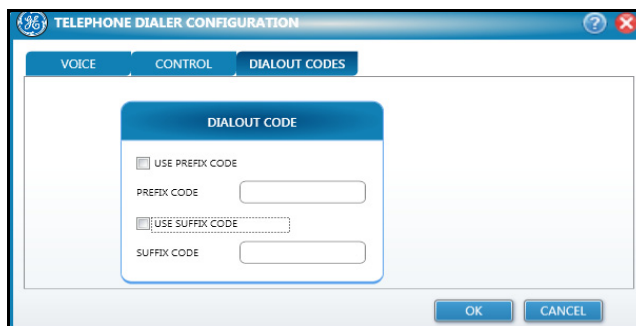 TELEPHONE DIALER CONFIGURATION
VOICE CONTROL DIALOUT CODES
DIALOUT CODE
USE PREFIX CODE
PREFIX CODE
USE SUFFIX CODE
SUFFIX CODE
OK CANCEL